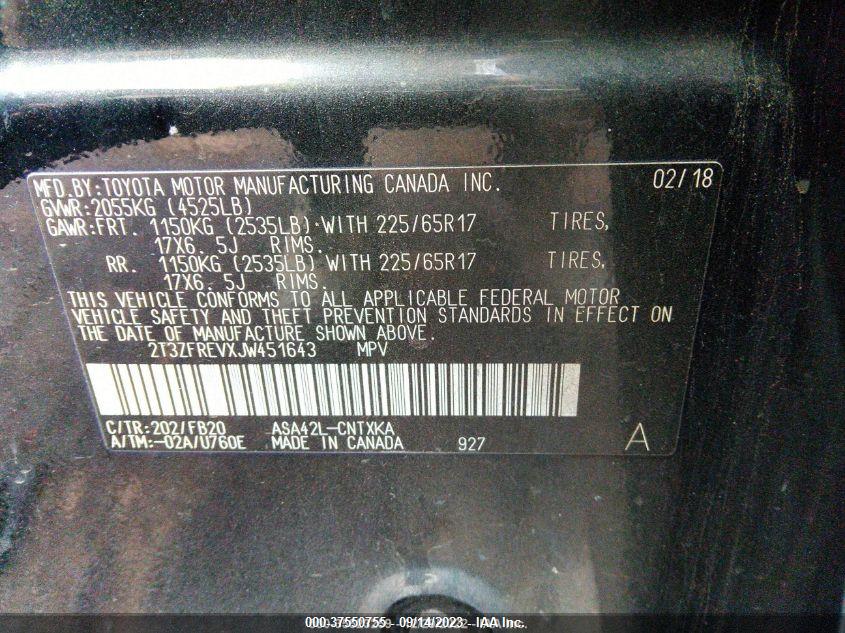 MFD.BY:TOYOTA MOTOR MANUFACTURING CANADA INC. 02/18
GVWR:2055KG (4525LB)
GAWR:FRT. 1150KG (2535LB) WITH 225/65R17 TIRES,
17X6.5J RIMS.
RR. 1150KG (2535LB) WITH 225/65R17 TIRES,
17X6.5J RIMS.
THIS VEHICLE CONFORMS TO ALL APPLICABLE FEDERAL MOTOR
VEHICLE SAFETY AND THEFT PREVENTION STANDARDS IN EFFECT ON
THE DATE OF MANUFACTURE SHOWN ABOVE.
2T3ZFREVXJW451643 MPV
C/TR:202/FB20 ASA42L-CNTXKA
A/TM:-02A/U760E MADE IN CANADA 927 A
000-37550755 09/14/2023 IAA Inc.